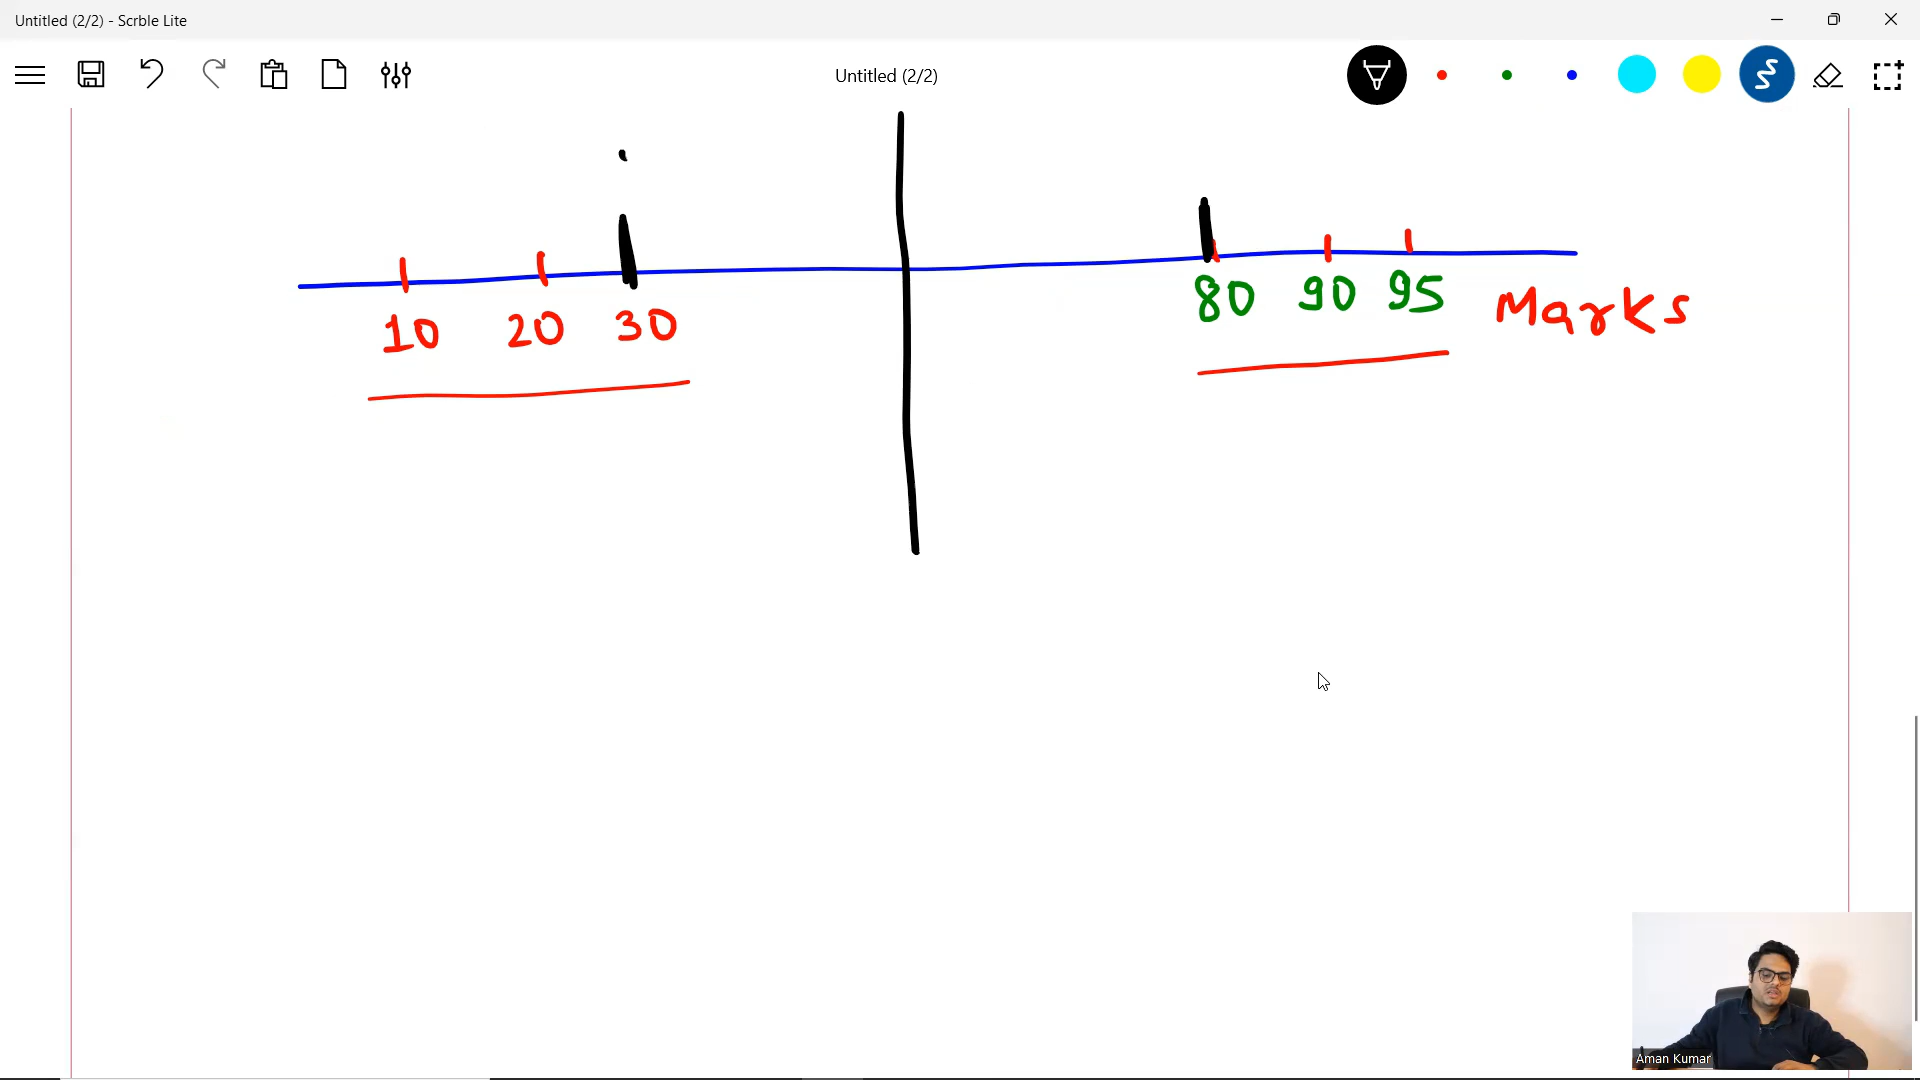 Untitled (2/2) - Scrble Lite
Untitled (2/2)
10 20 30 80 90 95 Marks
Aman Kumar